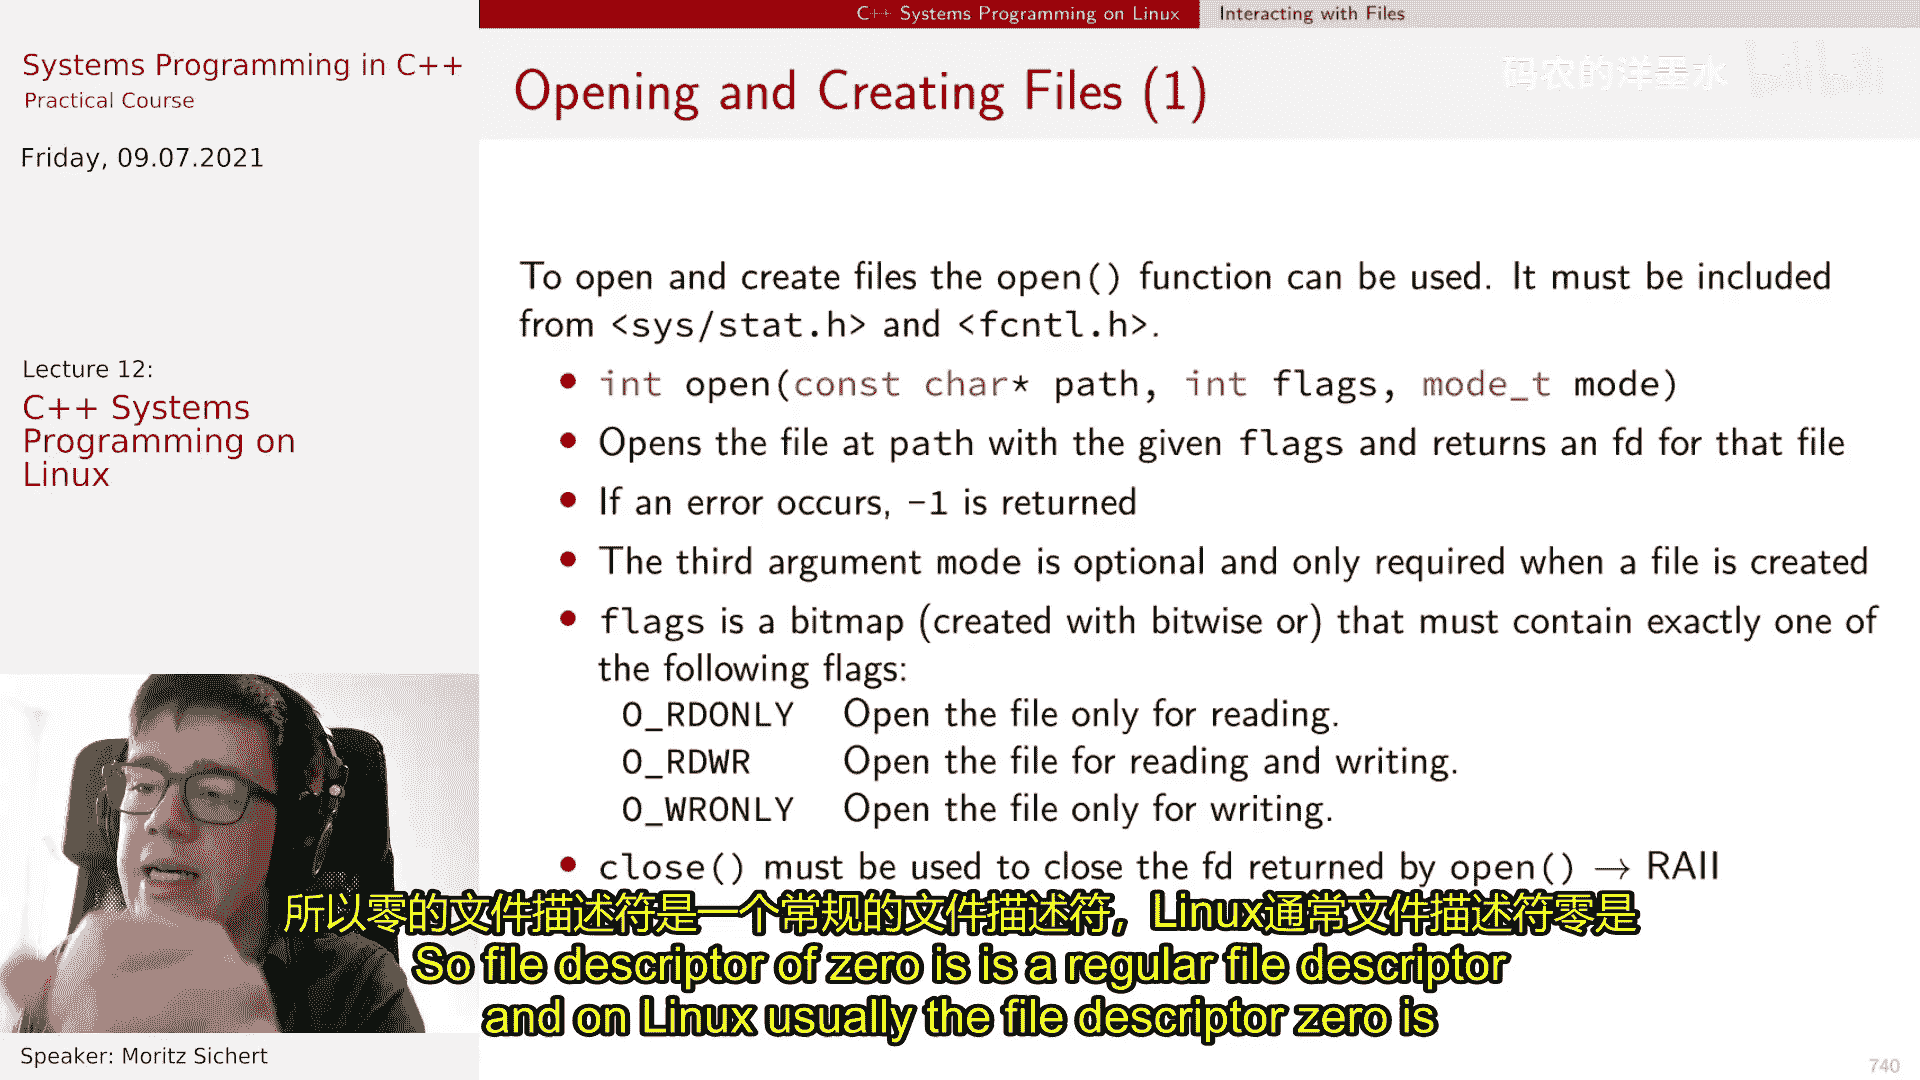 C++ Systems Programming on Linux
Interacting with Files
Systems Programming in C++
Practical Course
Friday, 09.07.2021
Lecture 12:
C++ Systems
Programming on
Linux
Opening and Creating Files (1)
码农的洋墨水
To open and create files the open() function can be used. It must be included
from <sys/stat.h> and <fcntl.h>.
• int open(const char* path, int flags, mode_t mode)
• Opens the file at path with the given flags and returns an fd for that file
• If an error occurs, -1 is returned
• The third argument mode is optional and only required when a file is created
• flags is a bitmap (created with bitwise or) that must contain exactly one of
the following flags:
O_RDONLY Open the file only for reading.
O_RDWR Open the file for reading and writing.
O_WRONLY Open the file only for writing.
• close() must be used to close the fd returned by open() → RAII
所以零的文件描述符是一个常规的文件描述符，Linux通常文件描述符零是
So file descriptor of zero is is a regular file descriptor
and on Linux usually the file descriptor zero is
Speaker: Moritz Sichert
740